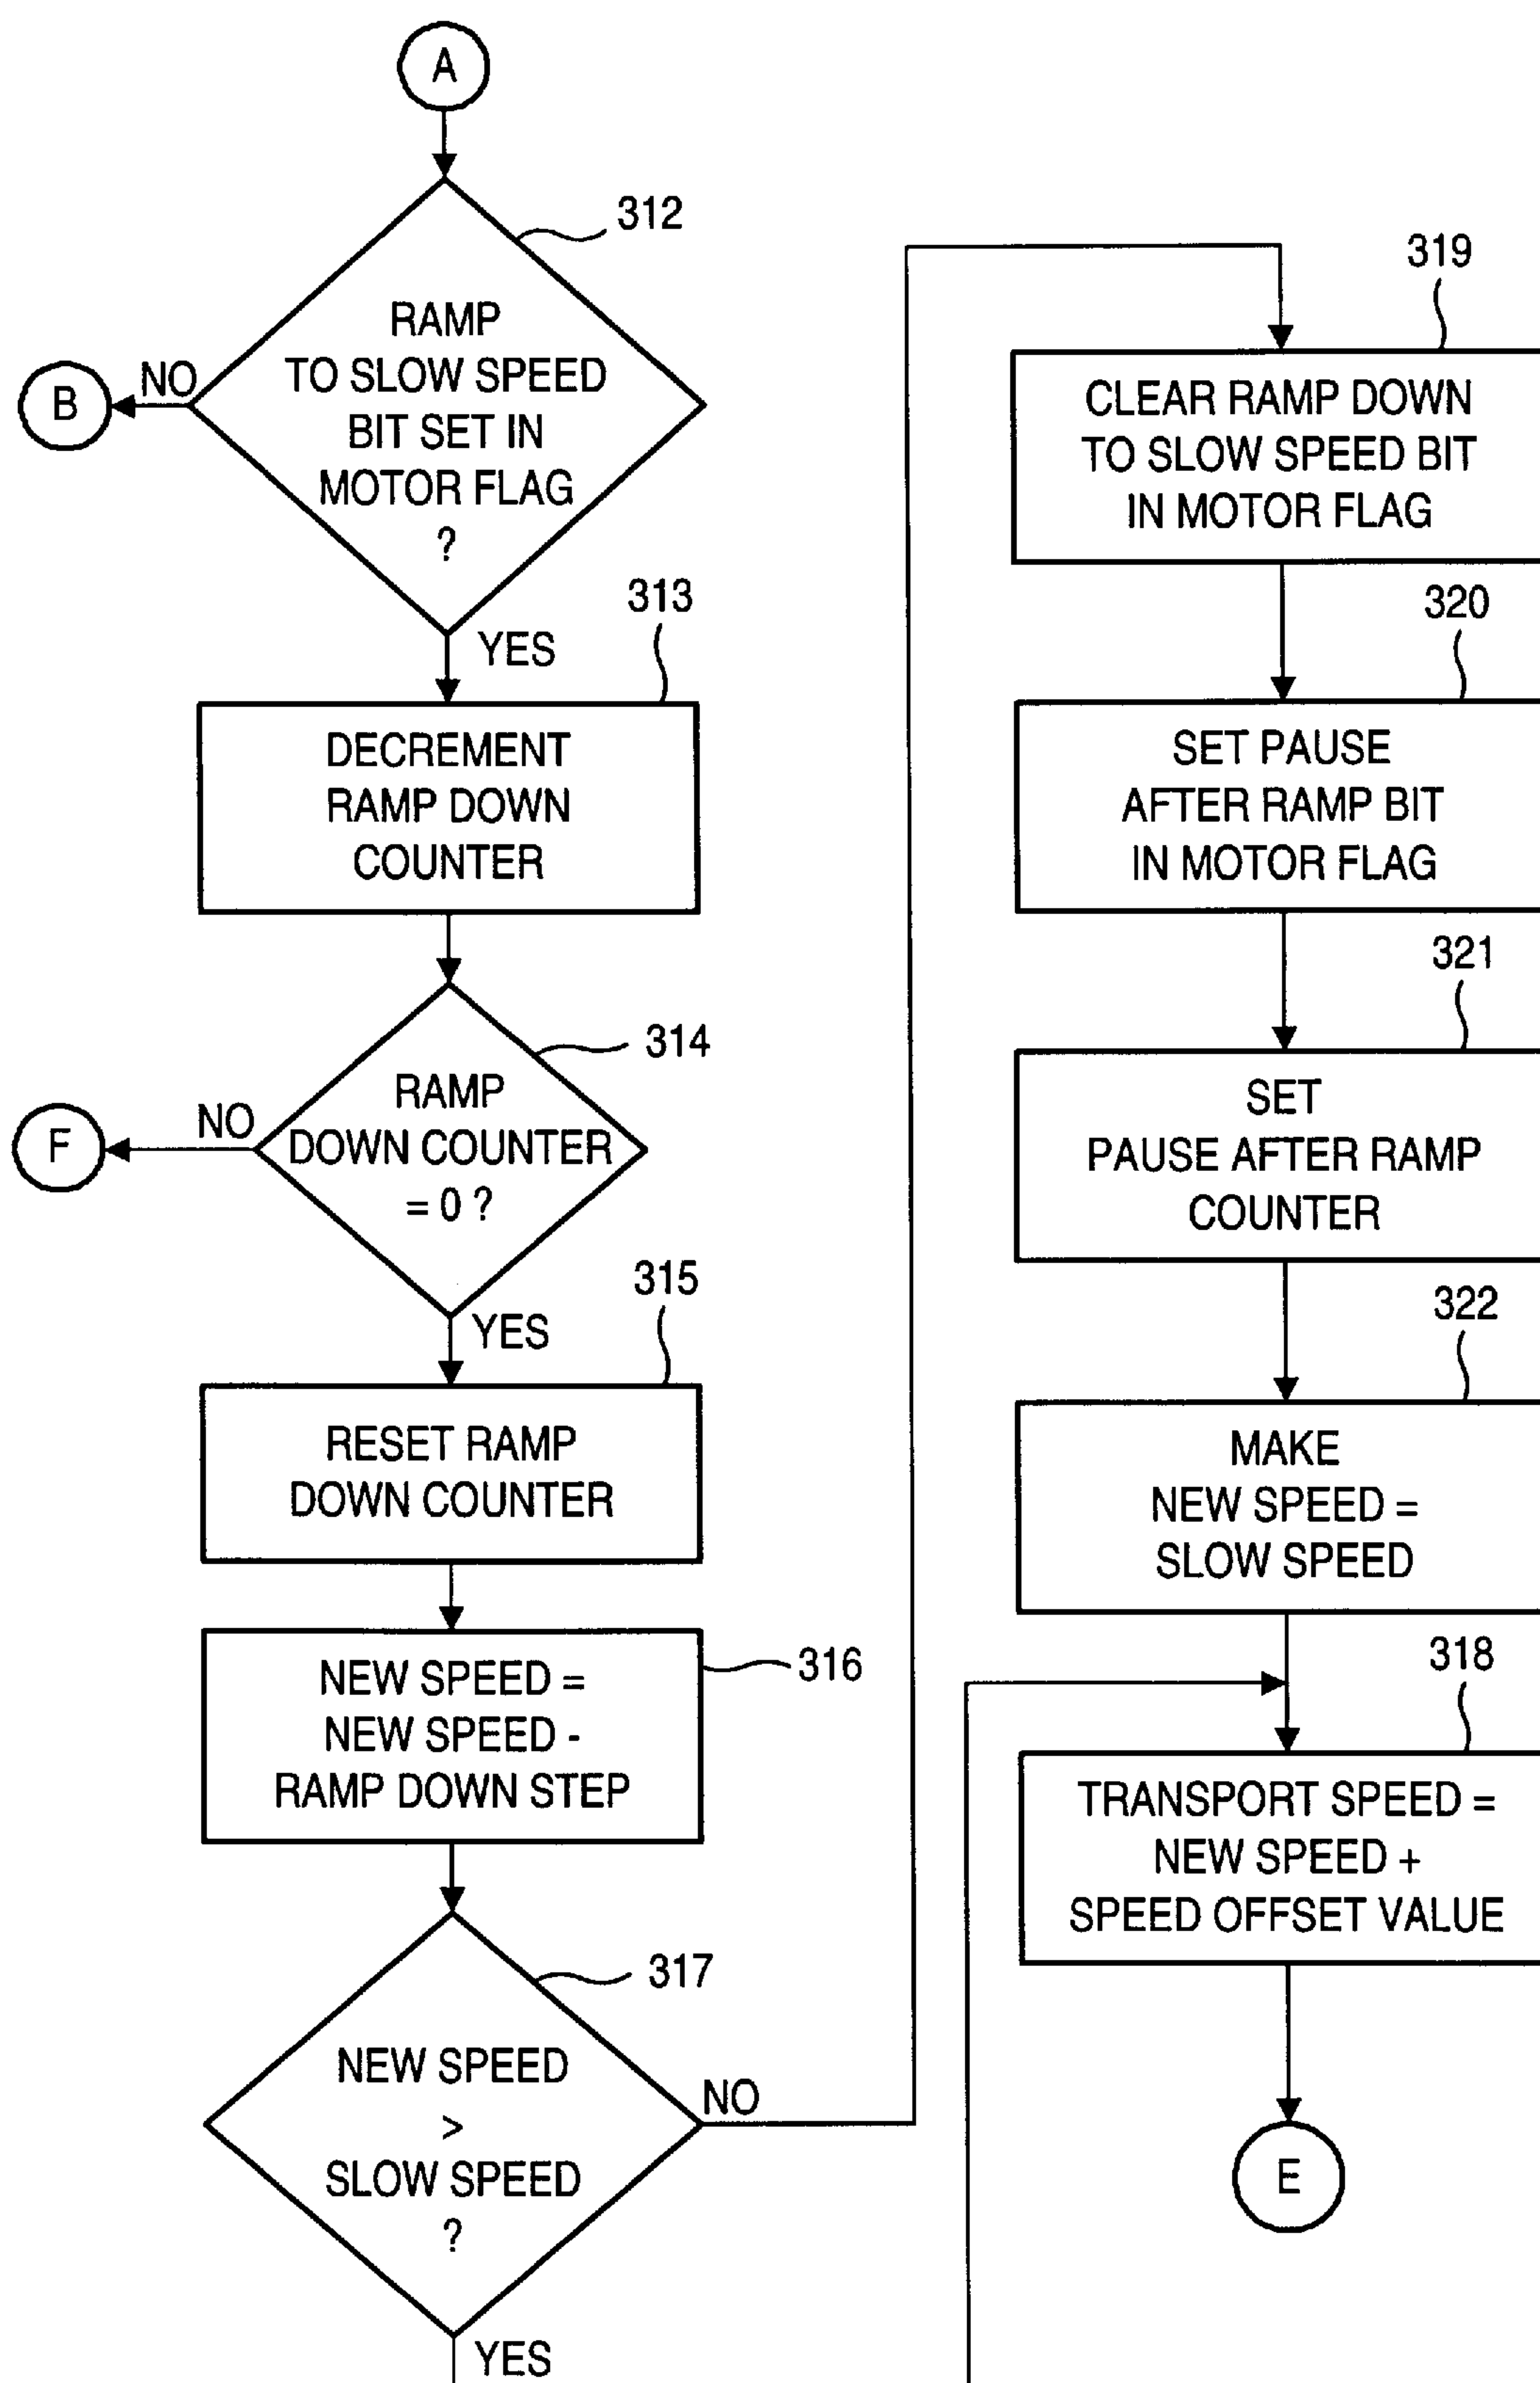 A
312
RAMP
TO SLOW SPEED
BIT SET IN
MOTOR FLAG
?
NO
B
YES
313
DECREMENT
RAMP DOWN
COUNTER
314
RAMP
DOWN COUNTER
= 0 ?
NO
F
YES
315
RESET RAMP
DOWN COUNTER
316
NEW SPEED =
NEW SPEED -
RAMP DOWN STEP
317
NEW SPEED
>
SLOW SPEED
?
NO
YES
319
CLEAR RAMP DOWN
TO SLOW SPEED BIT
IN MOTOR FLAG
320
SET PAUSE
AFTER RAMP BIT
IN MOTOR FLAG
321
SET
PAUSE AFTER RAMP
COUNTER
322
MAKE
NEW SPEED =
SLOW SPEED
318
TRANSPORT SPEED =
NEW SPEED +
SPEED OFFSET VALUE
E